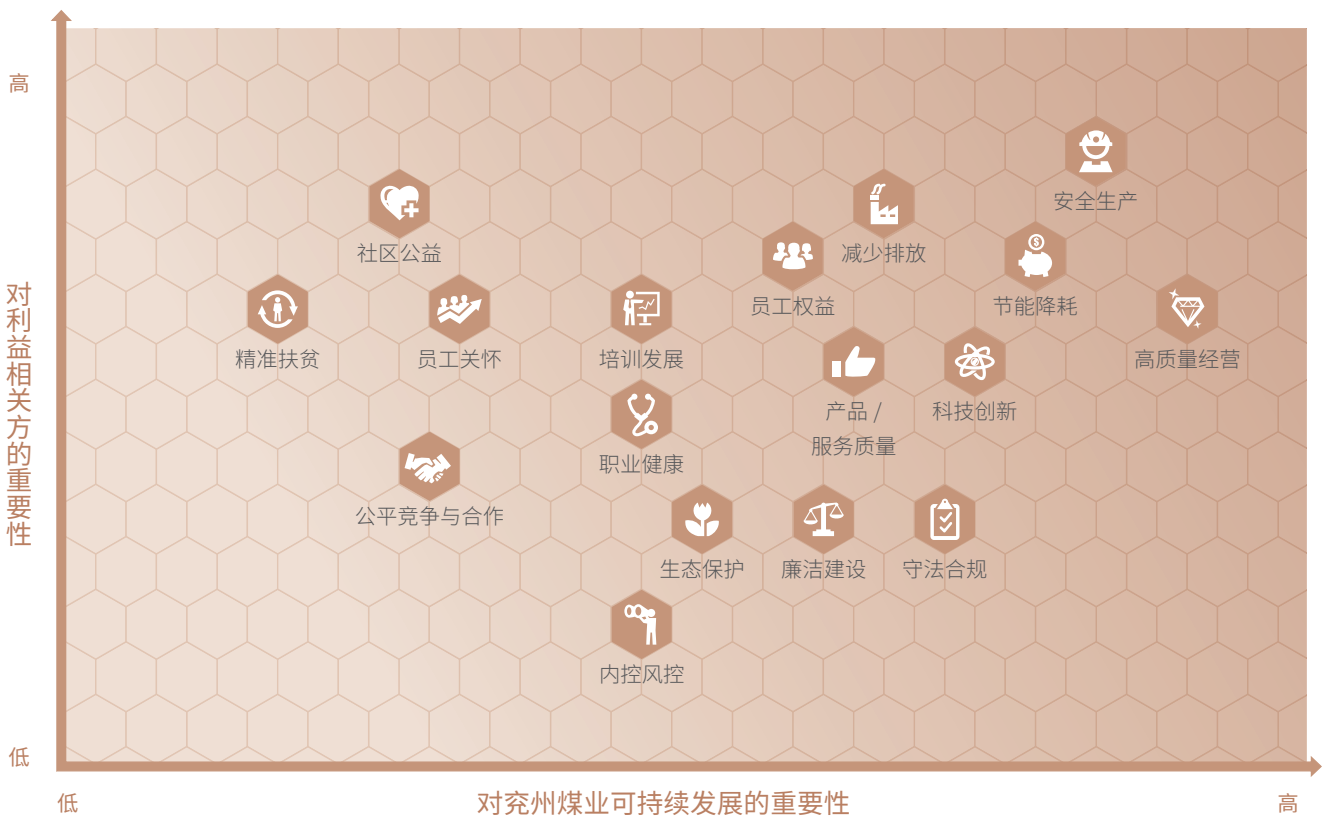 高
对利益相关方的重要性
低
安全生产
社区公益
减少排放
员工权益
节能降耗
精准扶贫
员工关怀
培训发展
高质量经营
产品 /
服务质量
科技创新
职业健康
公平竞争与合作
生态保护
廉洁建设
守法合规
内控风控
低
对兖州煤业可持续发展的重要性
高